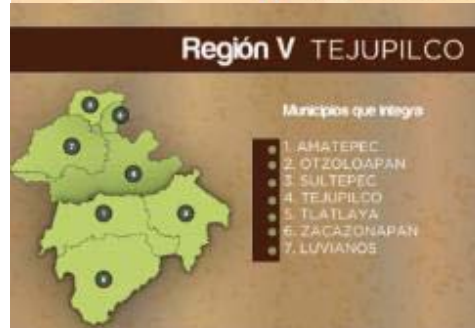 Región V TEJUPILCO
Municipios que integra
1. AMATEPEC
2. OTZOLOAPAN
3. SULTEPEC
4. TEJUPILCO
5. TLATLAYA
6. ZACAZONAPAN
7. LUVIANOS